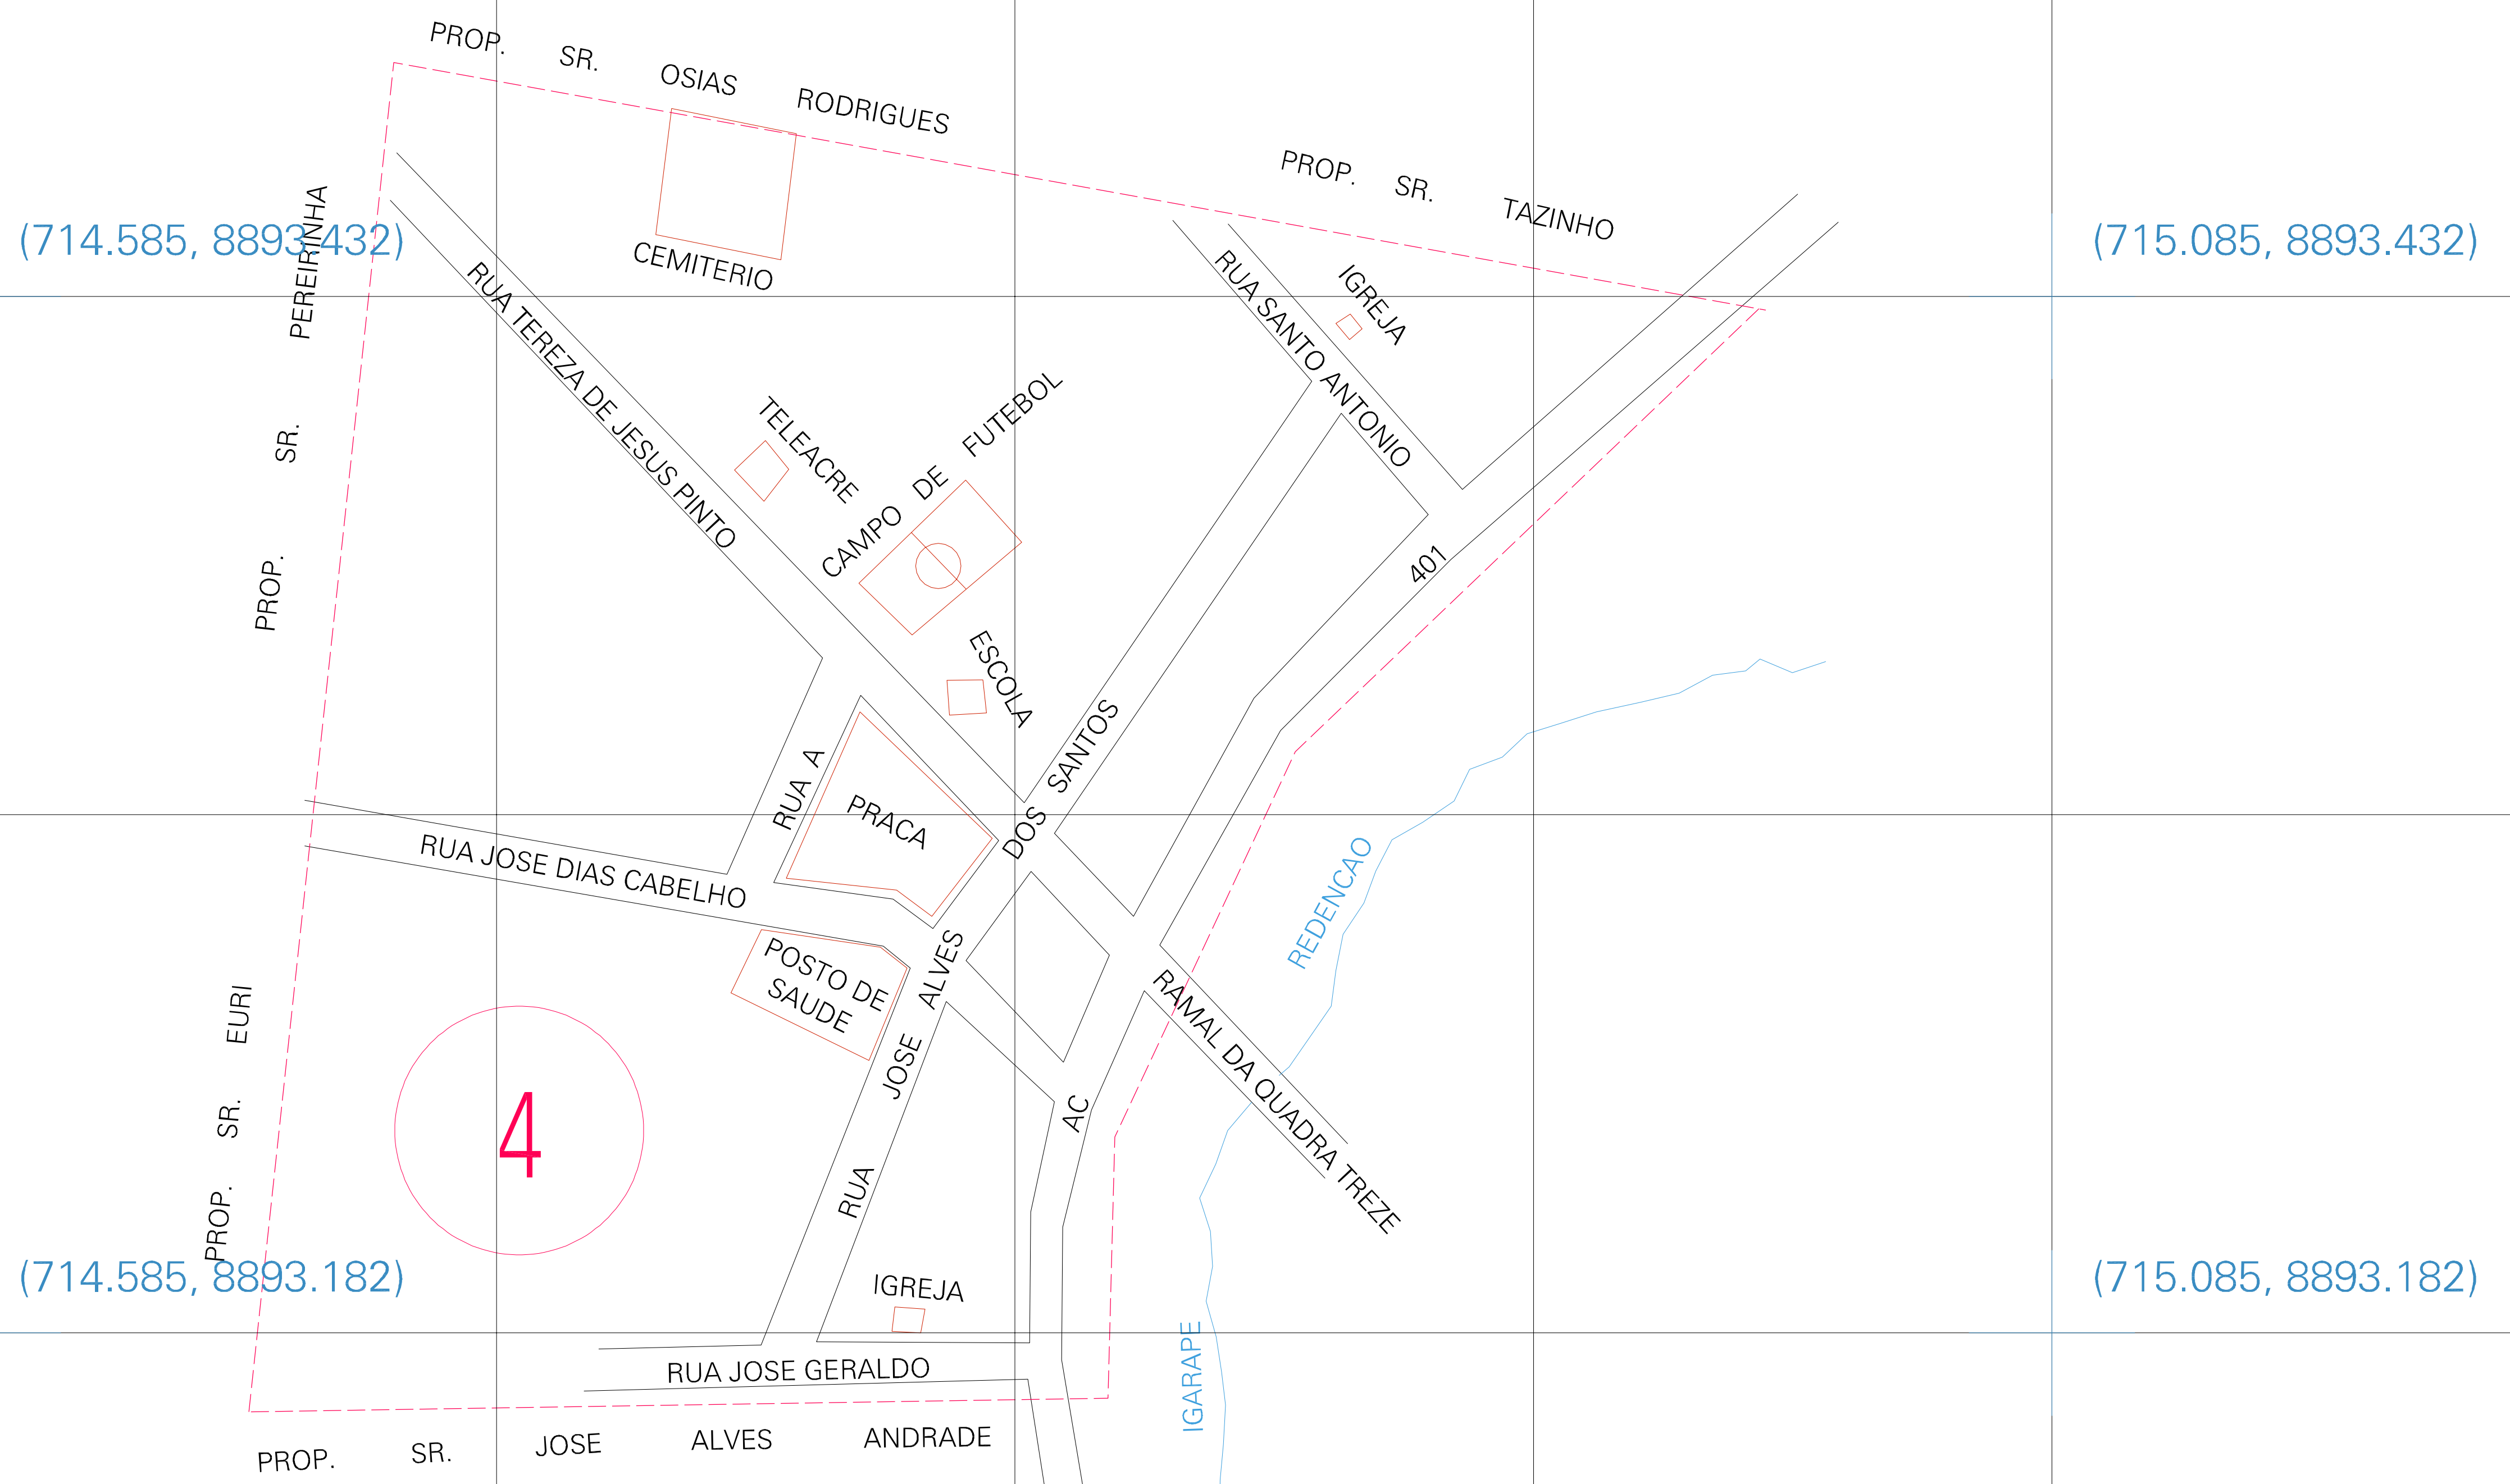 PROP. SR. OSIAS RODRIGUES
PROP. SR. TAZINHO
(714.585, 8893.432)
(715.085, 8893.432)
PROP. SR. PEREIRINHA
CEMITERIO
RUA SANTO ANTONIO
IGREJA
RUA TEREZA DE JESUS PINTO
TELEACRE
CAMPO DE FUTEBOL
401
ESCOLA
RUA A
PRACA
RUA JOSE ALVES DOS SANTOS
RUA JOSE DIAS CABELHO
POSTO DE
SAUDE
REDENCAO
RAMAL DA QUADRA TREZE
PROP. SR. EURI
4
AC
(714.585, 8893.182)
(715.085, 8893.182)
IGREJA
IGARAPE
RUA JOSE GERALDO
PROP. SR. JOSE ALVES ANDRADE